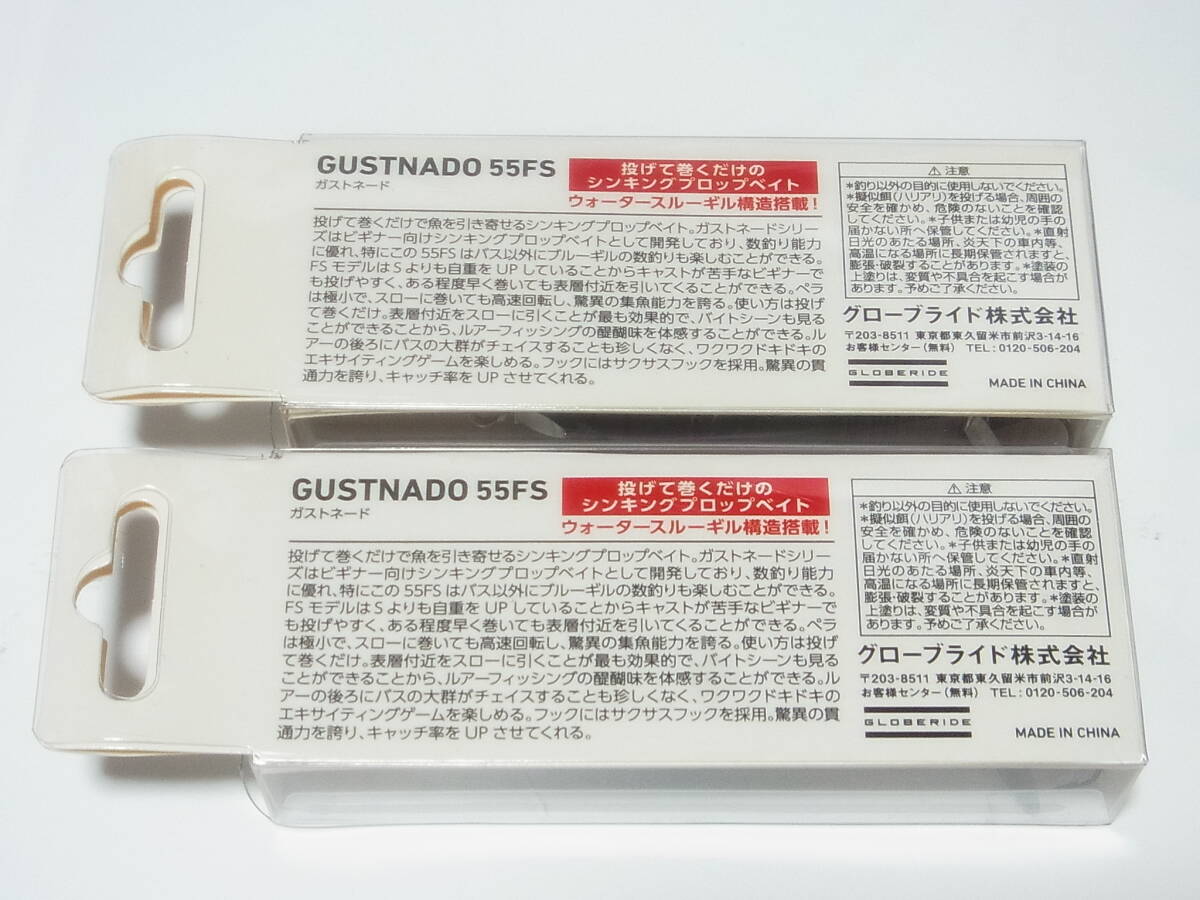 GUSTNADO 55FS
ガストネード
投げて巻くだけの
シンキングプロップベイト
ウォータースルーギル構造搭載！
投げて巻くだけで魚を引き寄せるシンキングプロップベイト。ガストネードシリー
ズはビギナー向けシンキングプロップベイトとして開発しており、数釣り能力
に優れ、特にこの 55FSはバス以外にブルーギルの数釣りも楽しむことができる。
FS モデルは S よりも自重を UP していることからキャストが苦手なビギナーで
も投げやすく、ある程度早く巻いても表層付近を引いてくることができる。ペラ
は極小で、スローに巻いても高速回転し、驚異の集魚能力を誇る。使い方は投げ
て巻くだけ。表層付近をスローに引くことが最も効果的で、バイトシーンも見る
ことができることから、ルアーフィッシングの醍醐味を体感することができる。ル
アーの後ろにバスの大群がチェイスすることも珍しくなく、ワクワクドキドキの
エキサイティングゲームを楽しめる。フックにはサクサスフックを採用。驚異の貫
通力を誇り、キャッチ率を UP させてくれる。
⚠ 注意
*釣り以外の目的に使用しないでください。
*擬似餌（ハリアリ）を投げる場合、周囲の
安全を確かめ、危険のないことを確認
してください。*子供または幼児の手の
届かない所へ保管してください。*直射
日光のあたる場所、炎天下の車内等、
高温になる場所に長期保管されますと、
膨張・破裂することがあります。*塗装の
上塗りは、変質や不具合を起こす場合が
あります。予めご了承ください。
グローブライド株式会社
〒203-8511 東京都東久留米市前沢3-14-16
お客様センター（無料） TEL：0120-506-204
GLOBERIDE
MADE IN CHINA
GUSTNADO 55FS
ガストネード
投げて巻くだけの
シンキングプロップベイト
ウォータースルーギル構造搭載！
投げて巻くだけで魚を引き寄せるシンキングプロップベイト。ガストネードシリー
ズはビギナー向けシンキングプロップベイトとして開発しており、数釣り能力
に優れ、特にこの 55FS はバス以外にブルーギルの数釣りも楽しむことができる。
FS モデルは S よりも自重を UP していることからキャストが苦手なビギナーで
も投げやすく、ある程度早く巻いても表層付近を引いてくることができる。ペラ
は極小で、スローに巻いても高速回転し、驚異の集魚能力を誇る。使い方は投げ
て巻くだけ。表層付近をスローに引くことが最も効果的で、バイトシーンも見る
ことができることから、ルアーフィッシングの醍醐味を体感することができる。ル
アーの後ろにバスの大群がチェイスすることも珍しくなく、ワクワクドキドキの
エキサイティングゲームを楽しめる。フックにはサクサスフックを採用。驚異の貫
通力を誇り、キャッチ率を UP させてくれる。
⚠ 注意
*釣り以外の目的に使用しないでください。
*擬似餌（ハリアリ）を投げる場合、周囲の
安全を確かめ、危険のないことを確認
してください。*子供または幼児の手の
届かない所へ保管してください。*直射
日光のあたる場所、炎天下の車内等、
高温になる場所に長期保管されますと、
膨張・破裂することがあります。*塗装の
上塗りは、変質や不具合を起こす場合が
あります。予めご了承ください。
グローブライド株式会社
〒203-8511 東京都東久留米市前沢3-14-16
お客様センター（無料） TEL：0120-506-204
GLOBERIDE
MADE IN CHINA